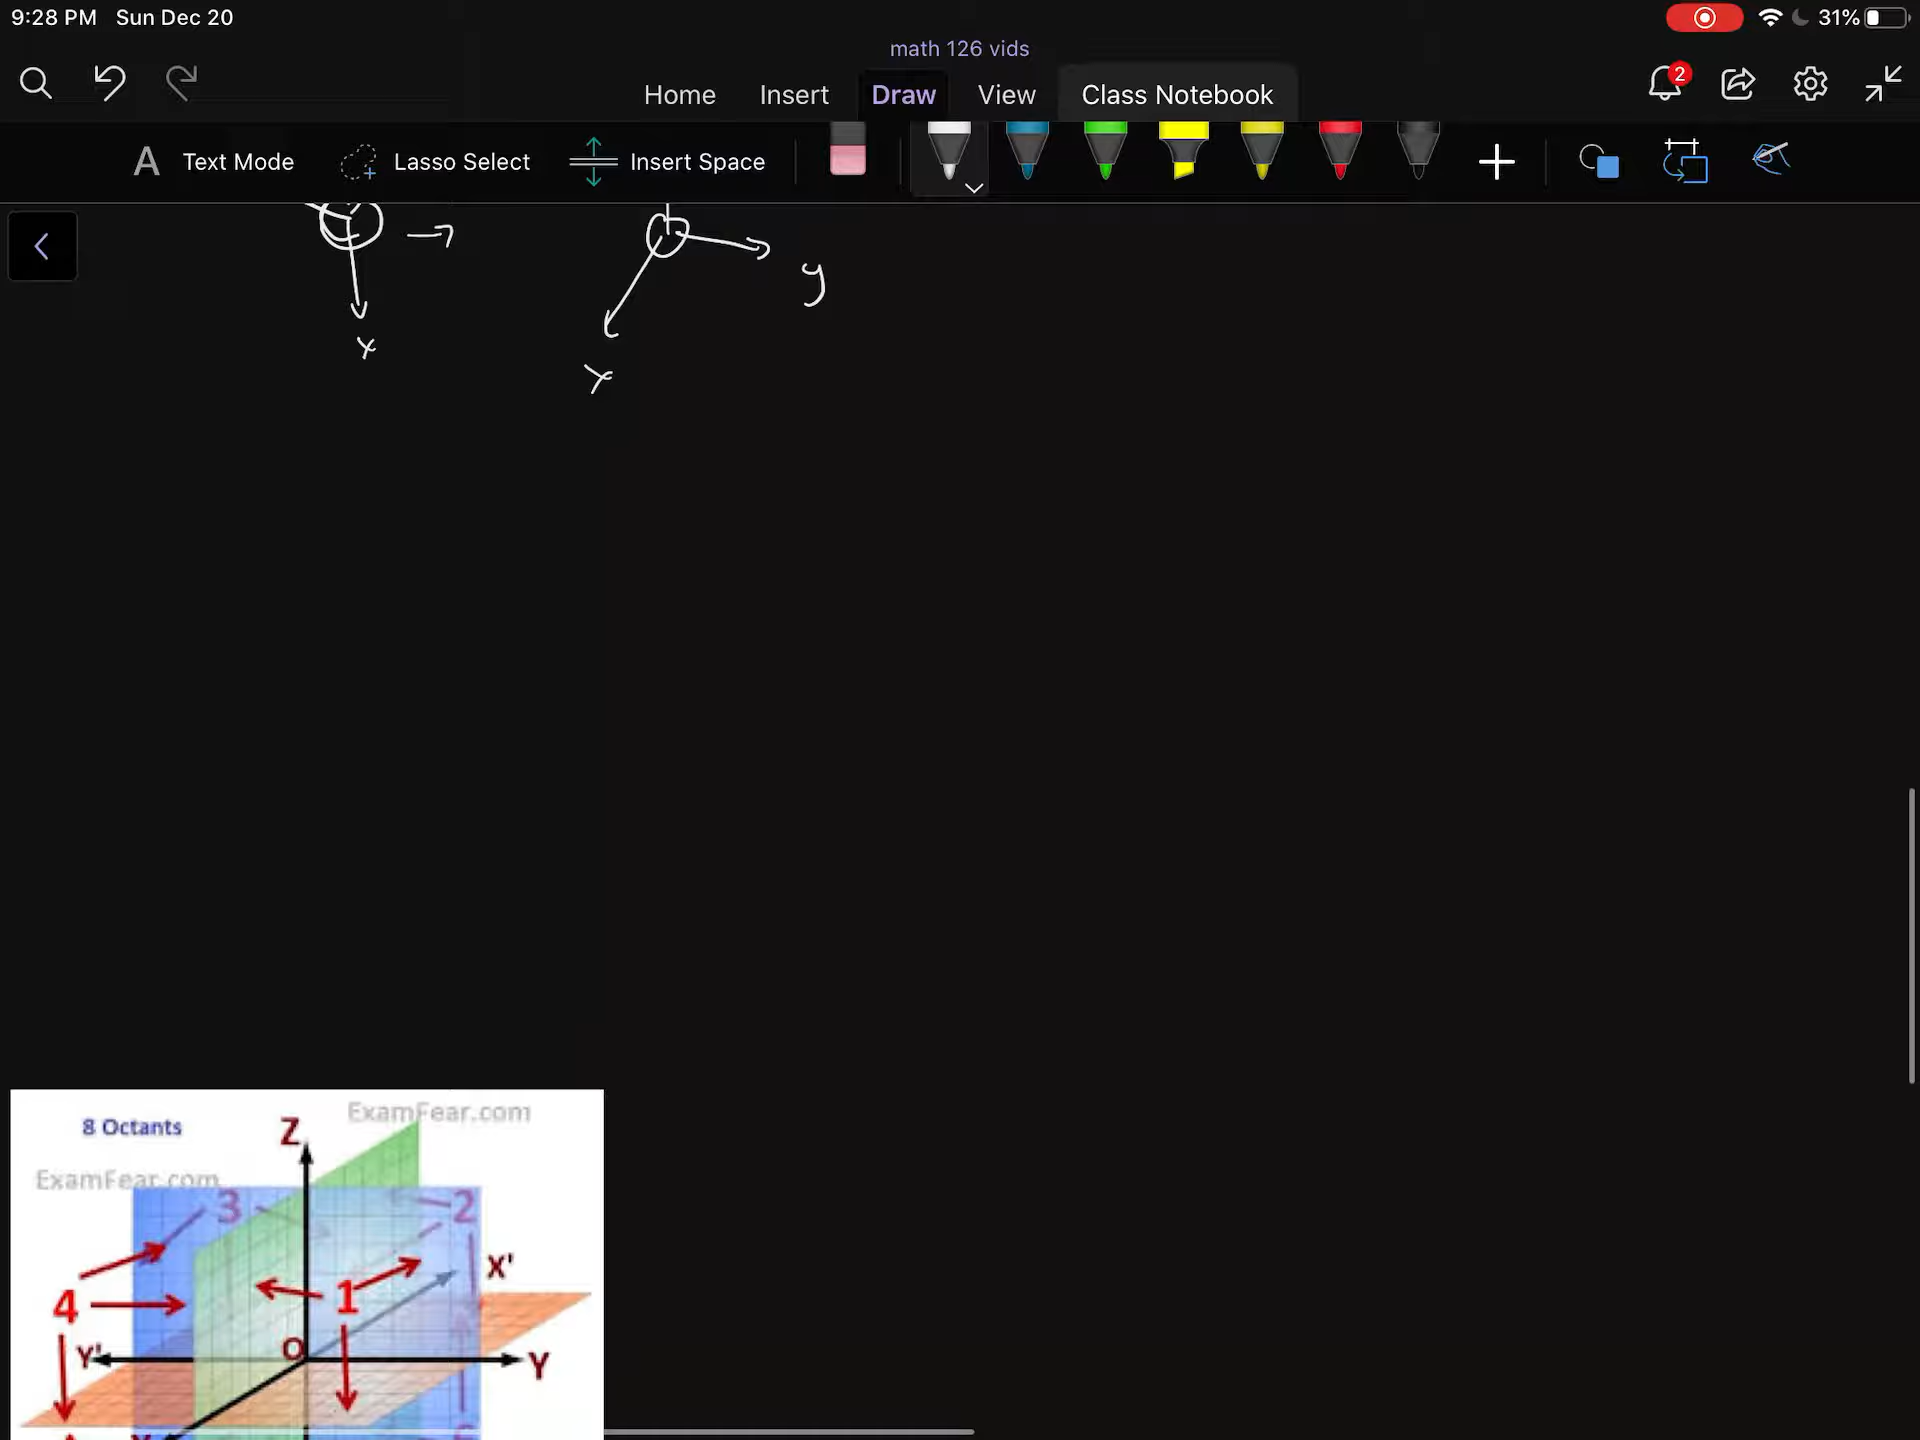 9:28 PM Sun Dec 20
31%
math 126 vids
Home Insert Draw View Class Notebook
2
A Text Mode Lasso Select Insert Space
y
x
x
8 Octants
ExamFear.com
Z
ExamFear.com
3
2
X'
4
1
O
Y'
Y